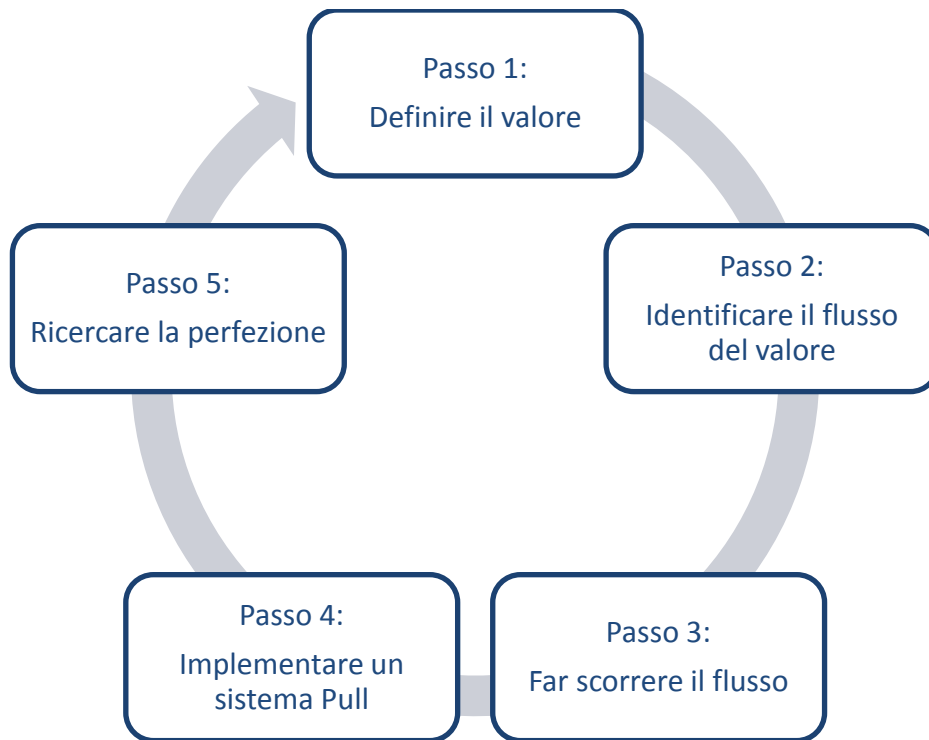 Passo 1:
Definire il valore
Passo 2:
Identificare il flusso
del valore
Passo 3:
Far scorrere il flusso
Passo 4:
Implementare un
sistema Pull
Passo 5:
Ricercare la perfezione